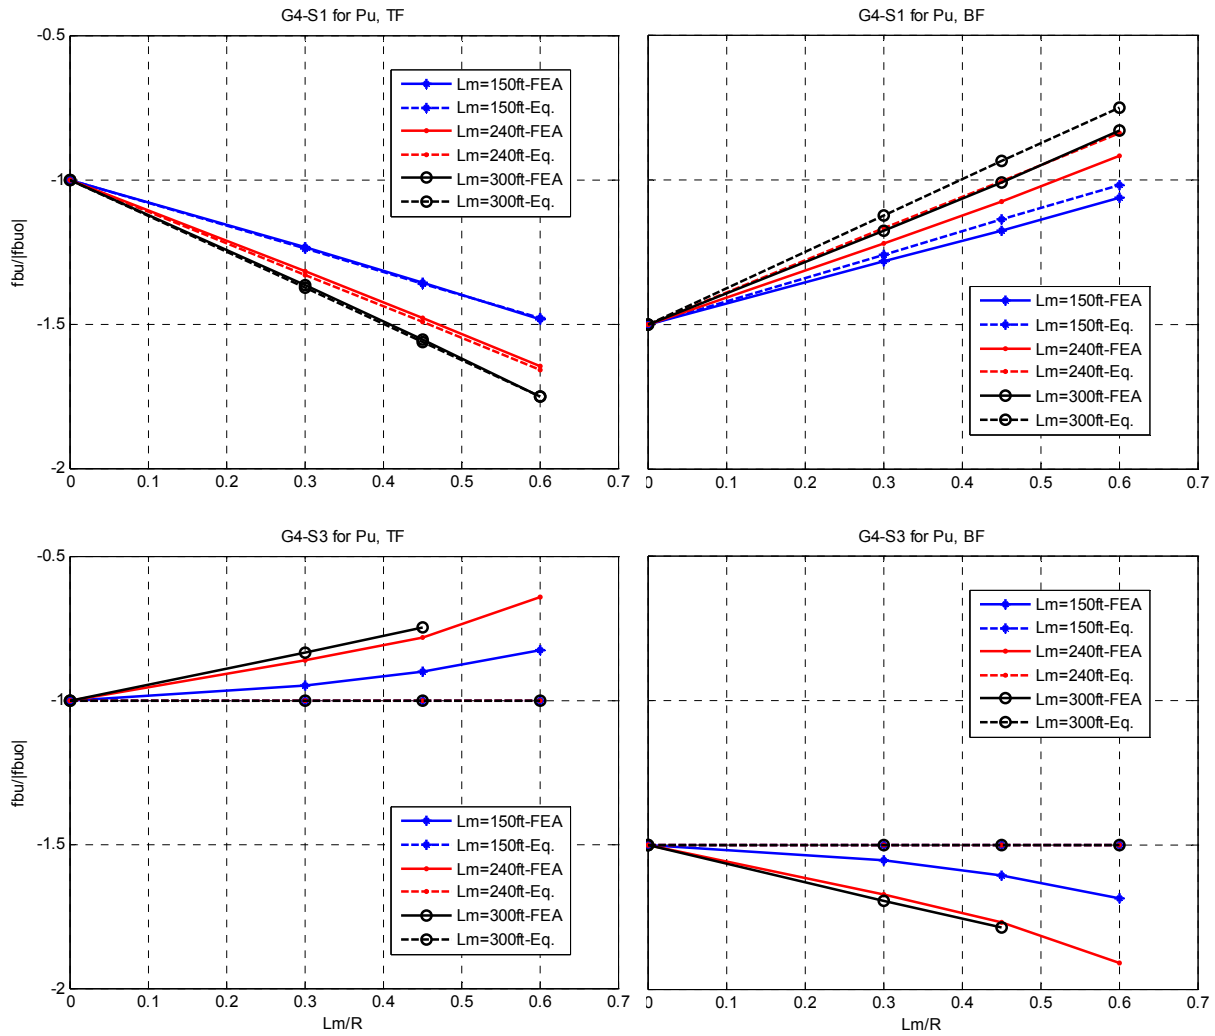 G4-S1 for Pu, TF
-0.5
-1
-1.5
-2
fbu/|fbuo|
0 0.1 0.2 0.3 0.4 0.5 0.6 0.7
Lm=150ft-FEA
Lm=150ft-Eq.
Lm=240ft-FEA
Lm=240ft-Eq.
Lm=300ft-FEA
Lm=300ft-Eq.
G4-S1 for Pu, BF
0 0.1 0.2 0.3 0.4 0.5 0.6 0.7
Lm=150ft-FEA
Lm=150ft-Eq.
Lm=240ft-FEA
Lm=240ft-Eq.
Lm=300ft-FEA
Lm=300ft-Eq.
G4-S3 for Pu, TF
-0.5
-1
-1.5
-2
fbu/|fbuo|
Lm=150ft-FEA
Lm=150ft-Eq.
Lm=240ft-FEA
Lm=240ft-Eq.
Lm=300ft-FEA
Lm=300ft-Eq.
0 0.1 0.2 0.3 0.4 0.5 0.6 0.7
Lm/R
G4-S3 for Pu, BF
Lm=150ft-FEA
Lm=150ft-Eq.
Lm=240ft-FEA
Lm=240ft-Eq.
Lm=300ft-FEA
Lm=300ft-Eq.
0 0.1 0.2 0.3 0.4 0.5 0.6 0.7
Lm/R